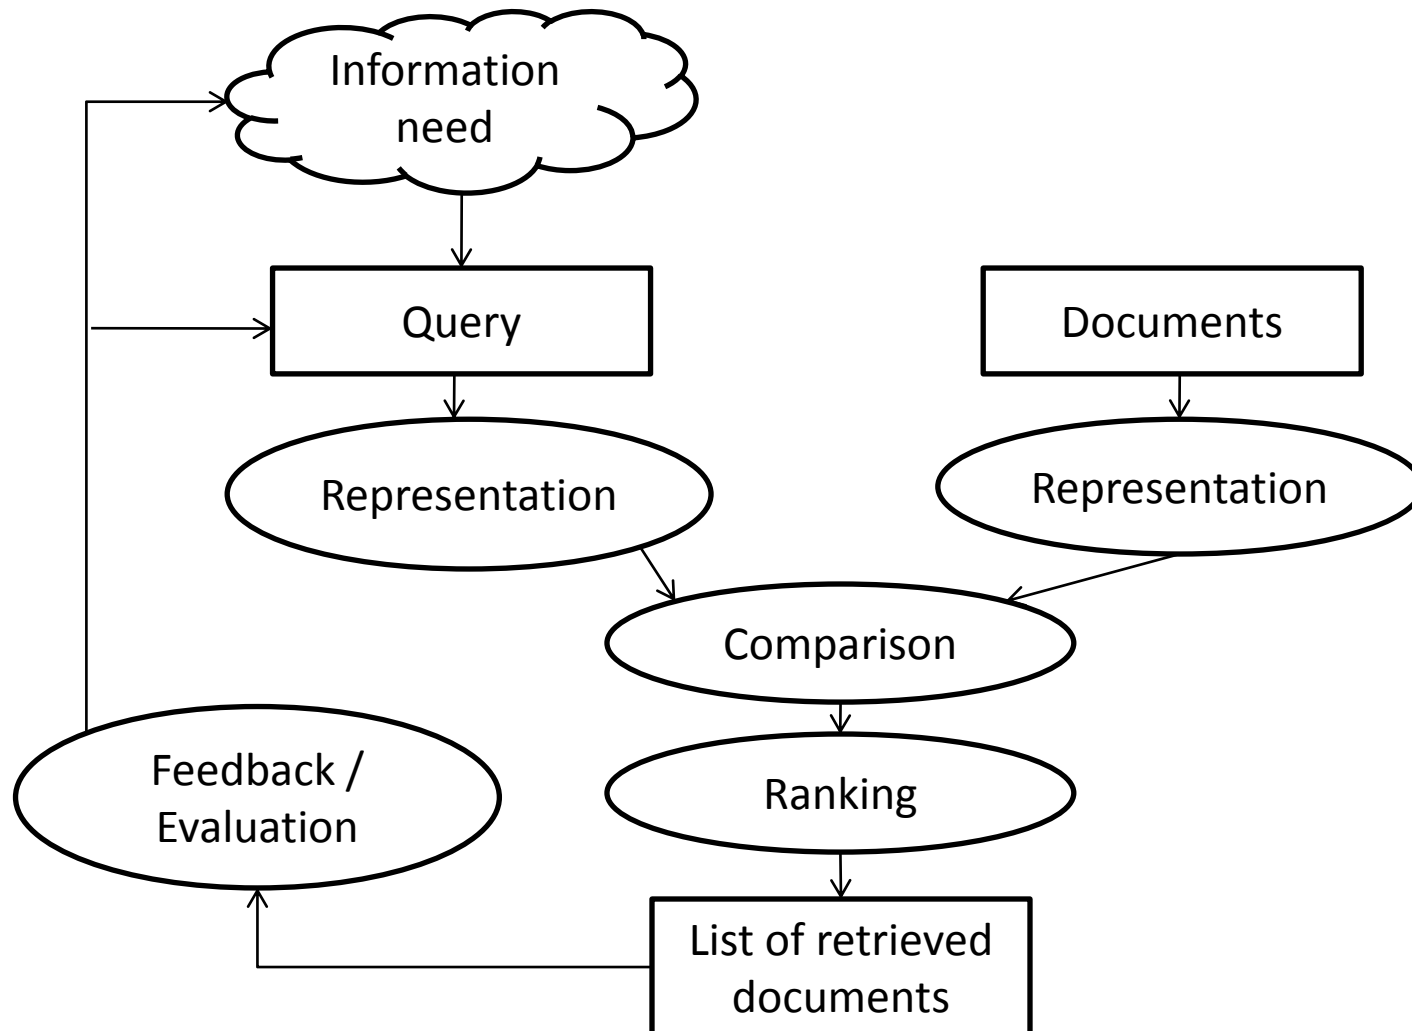 Information
need
Query
Documents
Representation
Representation
Comparison
Feedback /
Evaluation
Ranking
List of retrieved
documents